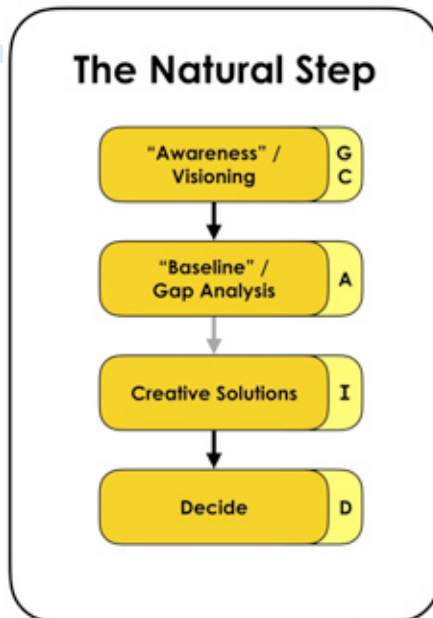 The Natural Step
“Awareness” /
Visioning
G
C
“Baseline” /
Gap Analysis
A
Creative Solutions
I
Decide
D